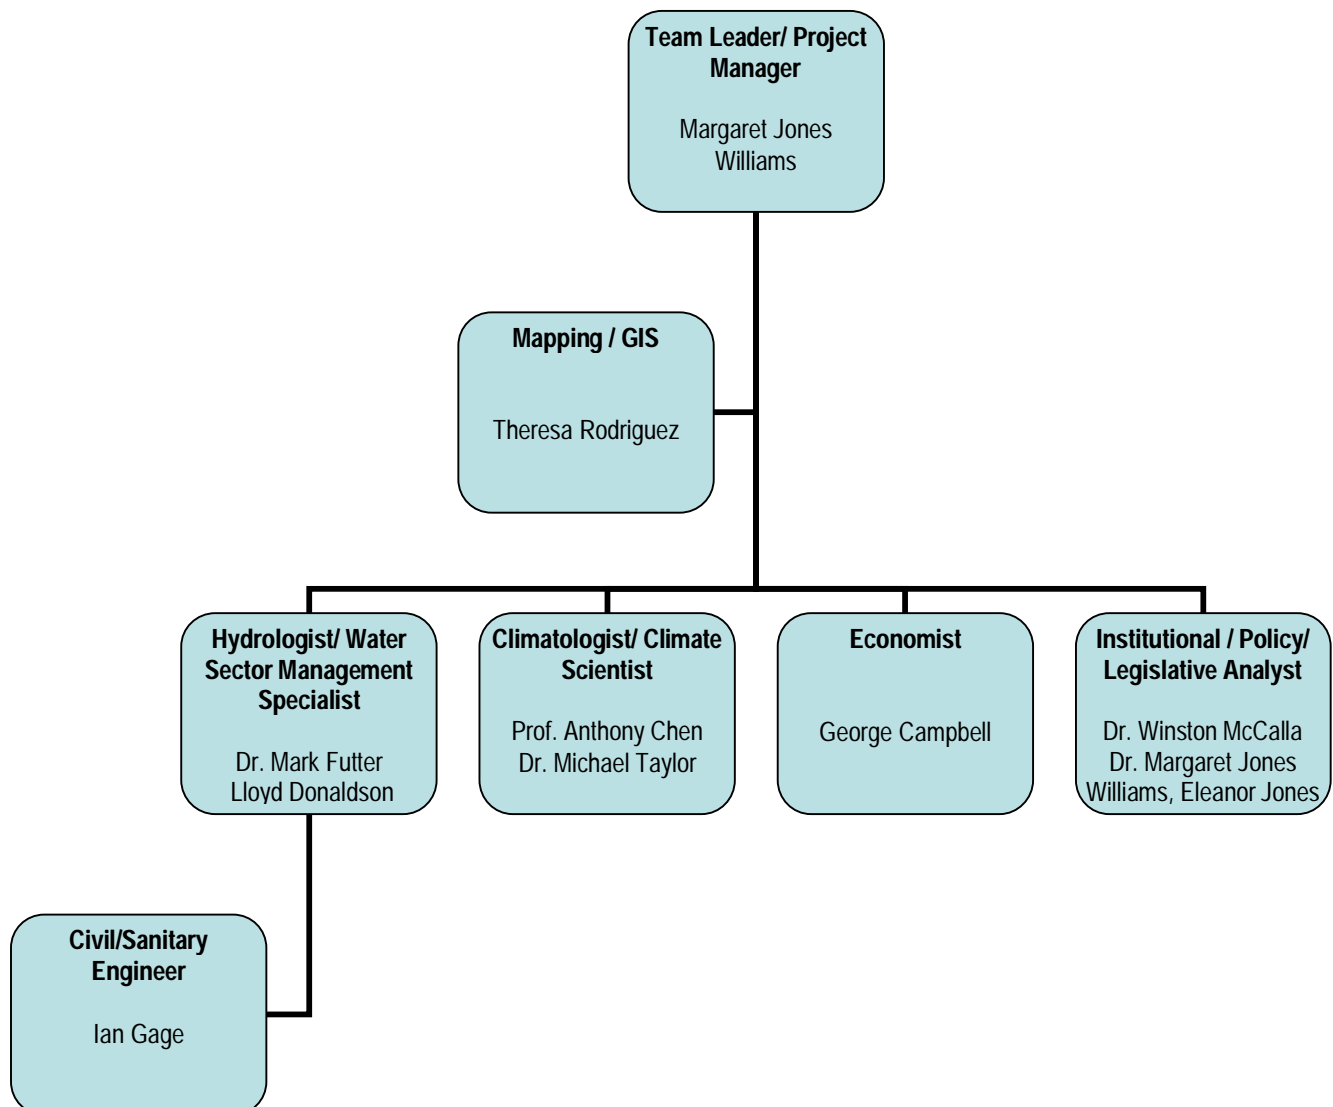 Team Leader/ Project
Manager
Margaret Jones
Williams
Mapping / GIS
Theresa Rodriguez
Hydrologist/ Water
Sector Management
Specialist
Dr. Mark Futter
Lloyd Donaldson
Climatologist/ Climate
Scientist
Prof. Anthony Chen
Dr. Michael Taylor
Economist
George Campbell
Institutional / Policy/
Legislative Analyst
Dr. Winston McCalla
Dr. Margaret Jones
Williams, Eleanor Jones
Civil/Sanitary
Engineer
Ian Gage